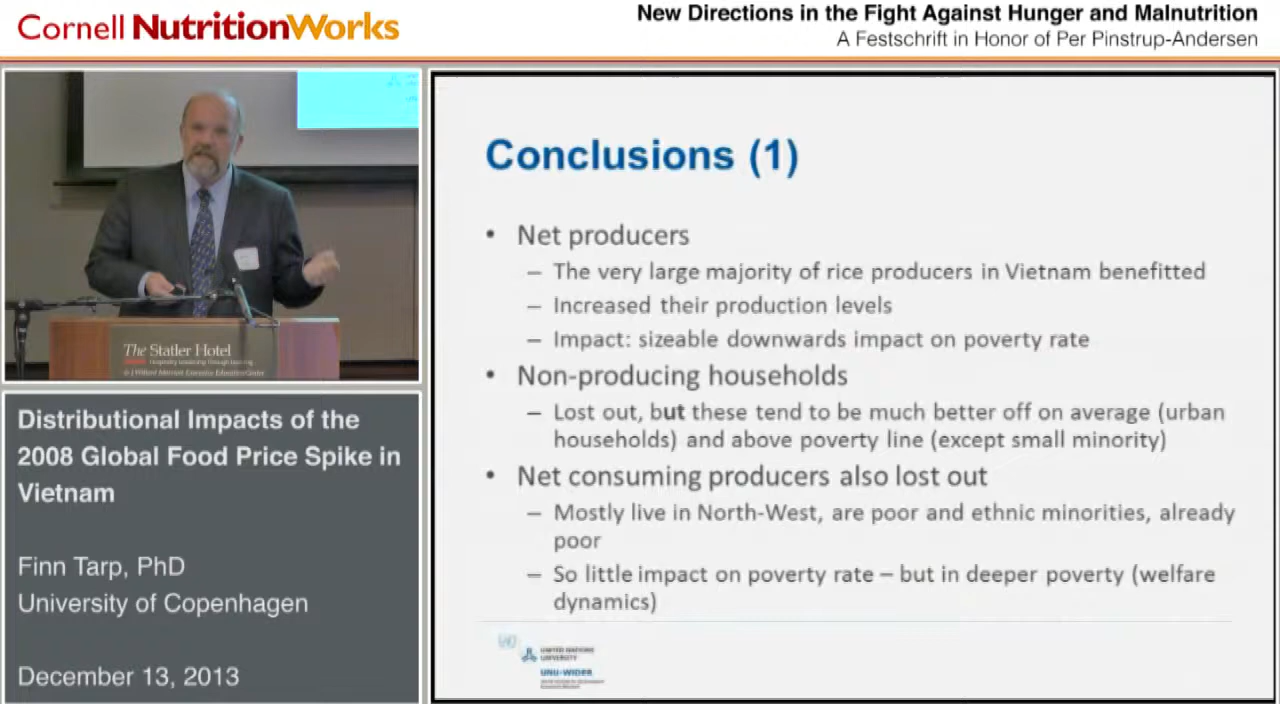 Cornell NutritionWorks
New Directions in the Fight Against Hunger and Malnutrition
A Festschrift in Honor of Per Pinstrup-Andersen
The Statler Hotel
Distributional Impacts of the
2008 Global Food Price Spike in
Vietnam
Finn Tarp, PhD
University of Copenhagen
December 13, 2013
Conclusions (1)
• Net producers
– The very large majority of rice producers in Vietnam benefitted
– Increased their production levels
– Impact: sizeable downwards impact on poverty rate
• Non-producing households
– Lost out, but these tend to be much better off on average (urban
households) and above poverty line (except small minority)
• Net consuming producers also lost out
– Mostly live in North-West, are poor and ethnic minorities, already
poor
– So little impact on poverty rate – but in deeper poverty (welfare
dynamics)
UNITED NATIONS
UNIVERSITY
UNU-WIDER